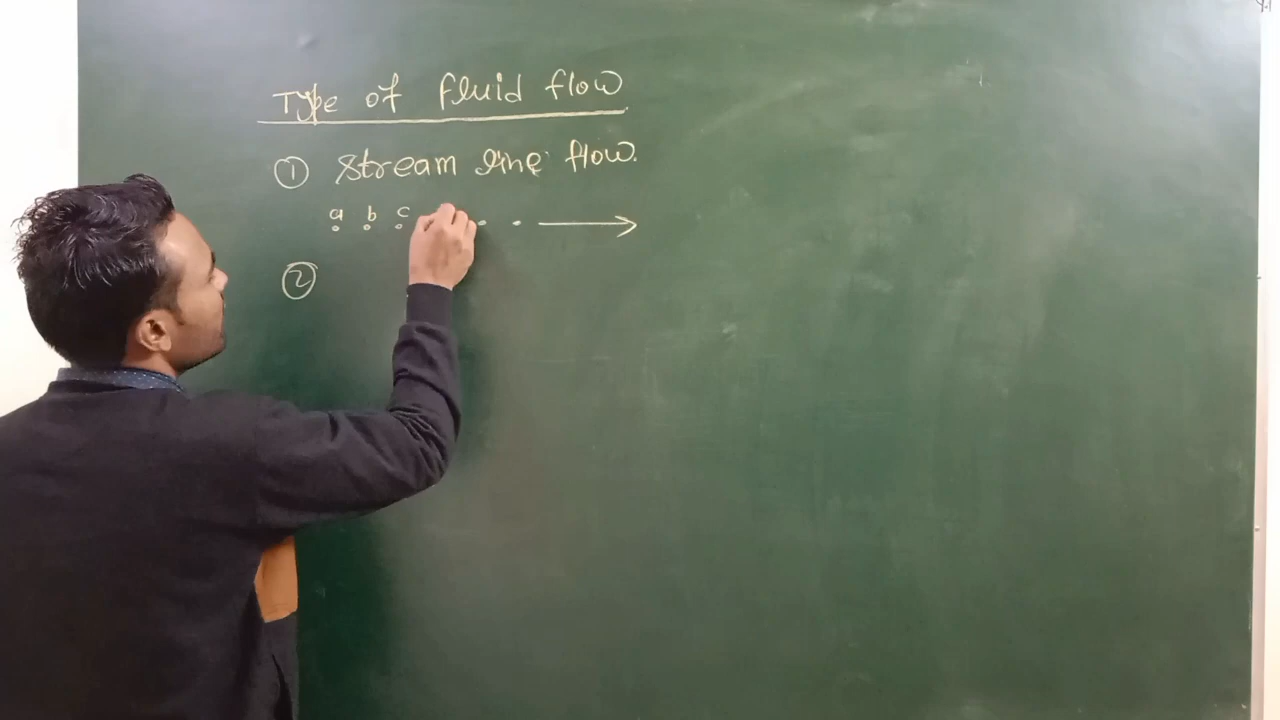 Type of fluid flow
① Stream line flow.
a b c
②